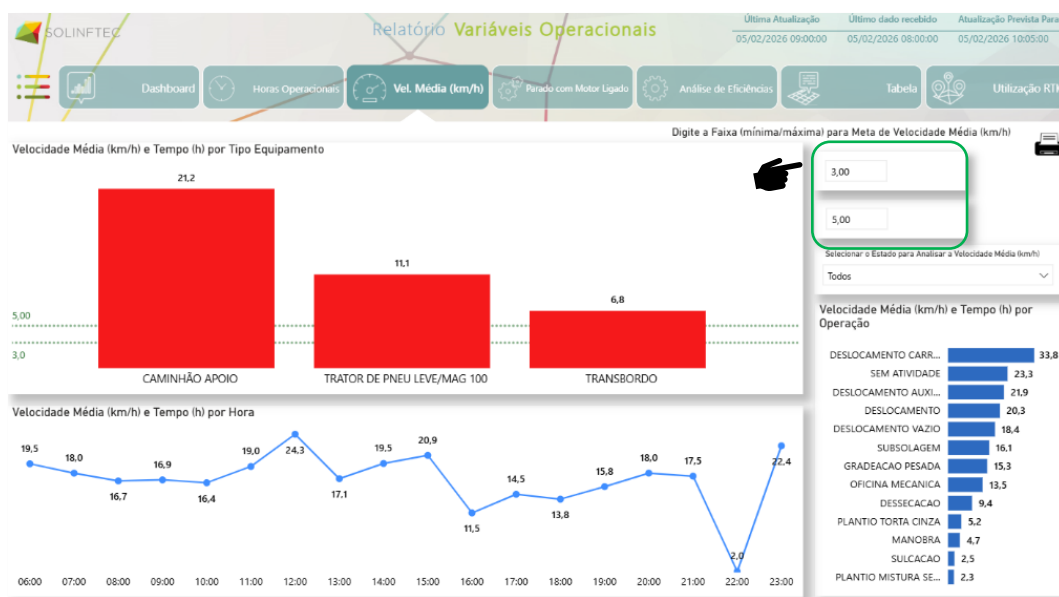 SOLINFTEC
Relatório Variáveis Operacionais
Última Atualização
05/02/2026 09:00:00
Último dado recebido
05/02/2026 08:00:00
Atualização Prevista Para
05/02/2026 10:05:00
Dashboard
Horas Operacionais
Vel. Média (km/h)
Parado com Motor Ligado
Análise de Eficiências
Tabela
Utilização RTK
Digite a Faixa (mínima/máxima) para Meta de Velocidade Média (km/h)
3,00
5,00
Selecionar o Estado para Analisar a Velocidade Média (km/h)
Todos
Velocidade Média (km/h) e Tempo (h) por Tipo Equipamento
21,2
11,1
6,8
5,00
3,0
CAMINHÃO APOIO
TRATOR DE PNEU LEVE/MAG 100
TRANSBORDO
Velocidade Média (km/h) e Tempo (h) por Hora
19,5
18,0
16,7
16,9
16,4
19,0
24,3
17,1
19,5
20,9
11,5
14,5
13,8
15,8
18,0
17,5
2,0
22,4
06:00 07:00 08:00 09:00 10:00 11:00 12:00 13:00 14:00 15:00 16:00 17:00 18:00 19:00 20:00 21:00 22:00 23:00
Velocidade Média (km/h) e Tempo (h) por
Operação
DESLOCAMENTO CARR... 33,8
SEM ATIVIDADE 23,3
DESLOCAMENTO AUXI... 21,9
DESLOCAMENTO 20,3
DESLOCAMENTO VAZIO 18,4
SUBSOLAGEM 16,1
GRADEACAO PESADA 15,3
OFICINA MECANICA 13,5
DESSECACAO 9,4
PLANTIO TORTA CINZA 5,2
MANOBRA 4,7
SULCACAO 2,5
PLANTIO MISTURA SE... 2,3